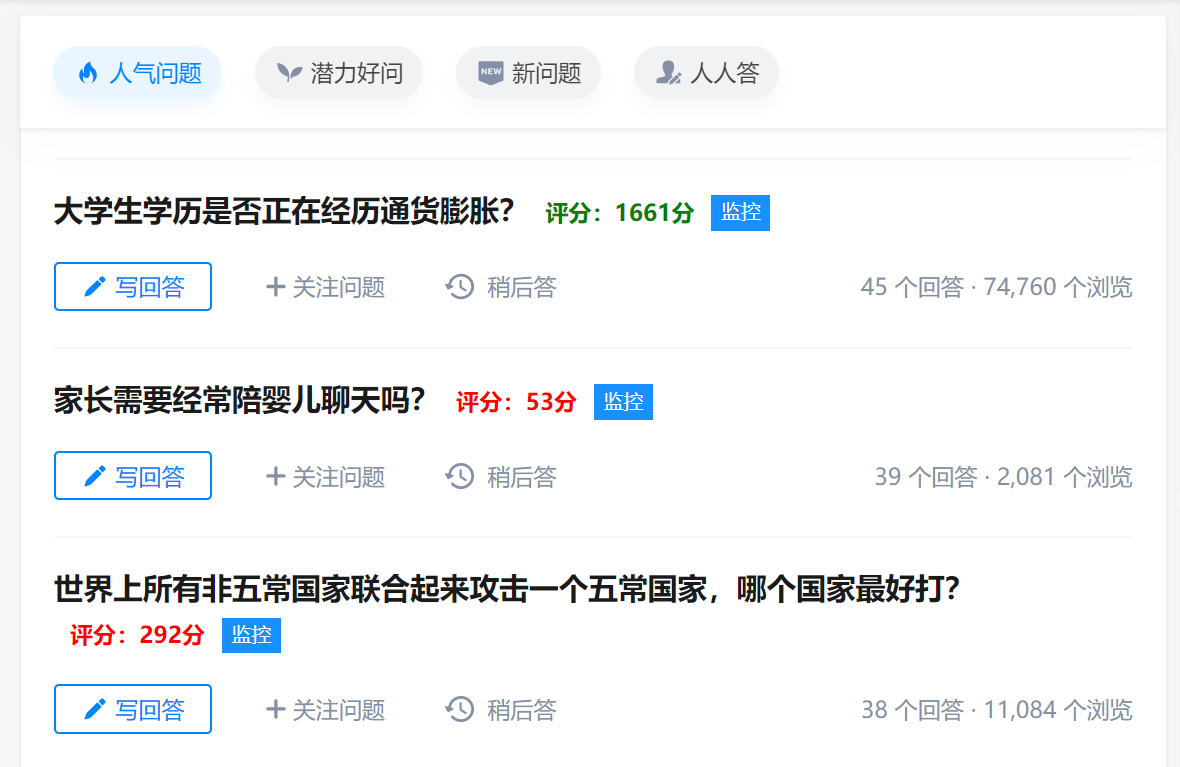 人气问题 潜力好问 NEW 新问题 人人答
大学生学历是否正在经历通货膨胀？ 评分：1661分 监控
写回答 关注问题 稍后答 45 个回答 · 74,760 个浏览
家长需要经常陪婴儿聊天吗？ 评分：53分 监控
写回答 关注问题 稍后答 39 个回答 · 2,081 个浏览
世界上所有非五常国家联合起来攻击一个五常国家，哪个国家最好打？
评分：292分 监控
写回答 关注问题 稍后答 38 个回答 · 11,084 个浏览